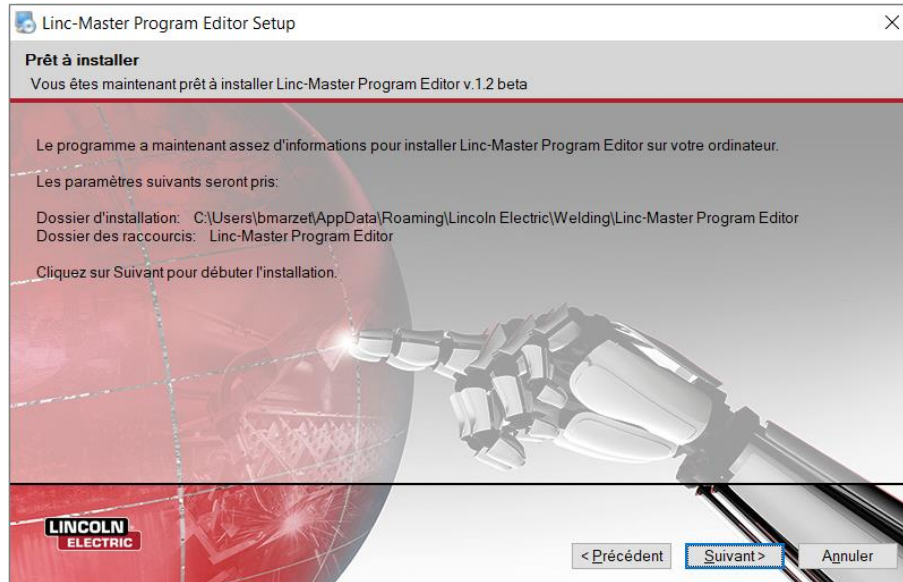 Linc-Master Program Editor Setup
Prêt à installer
Vous êtes maintenant prêt à installer Linc-Master Program Editor v.1.2 beta
Le programme a maintenant assez d'informations pour installer Linc-Master Program Editor sur votre ordinateur.
Les paramètres suivants seront pris:
Dossier d'installation: C:\Users\bmarzet\AppData\Roaming\Lincoln Electric\Welding\Linc-Master Program Editor
Dossier des raccourcis: Linc-Master Program Editor
Cliquez sur Suivant pour débuter l'installation.
LINCOLN
ELECTRIC
< Précédent Suivant > Annuler